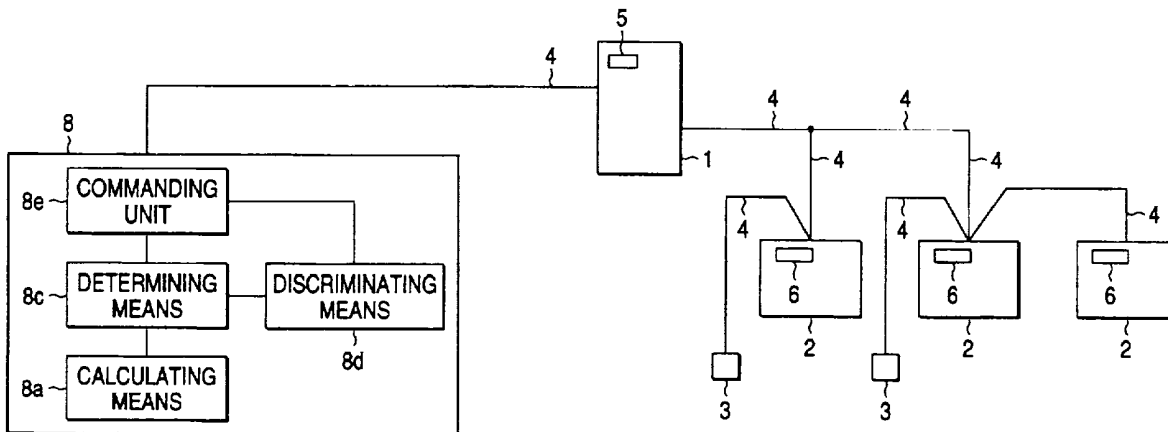 5
4
4
4
8
1
4
4
COMMANDING
UNIT
8e
4
4
4
8c
DETERMINING
MEANS
DISCRIMINATING
MEANS
6
6
6
8d
2
2
2
8a
CALCULATING
MEANS
3
3